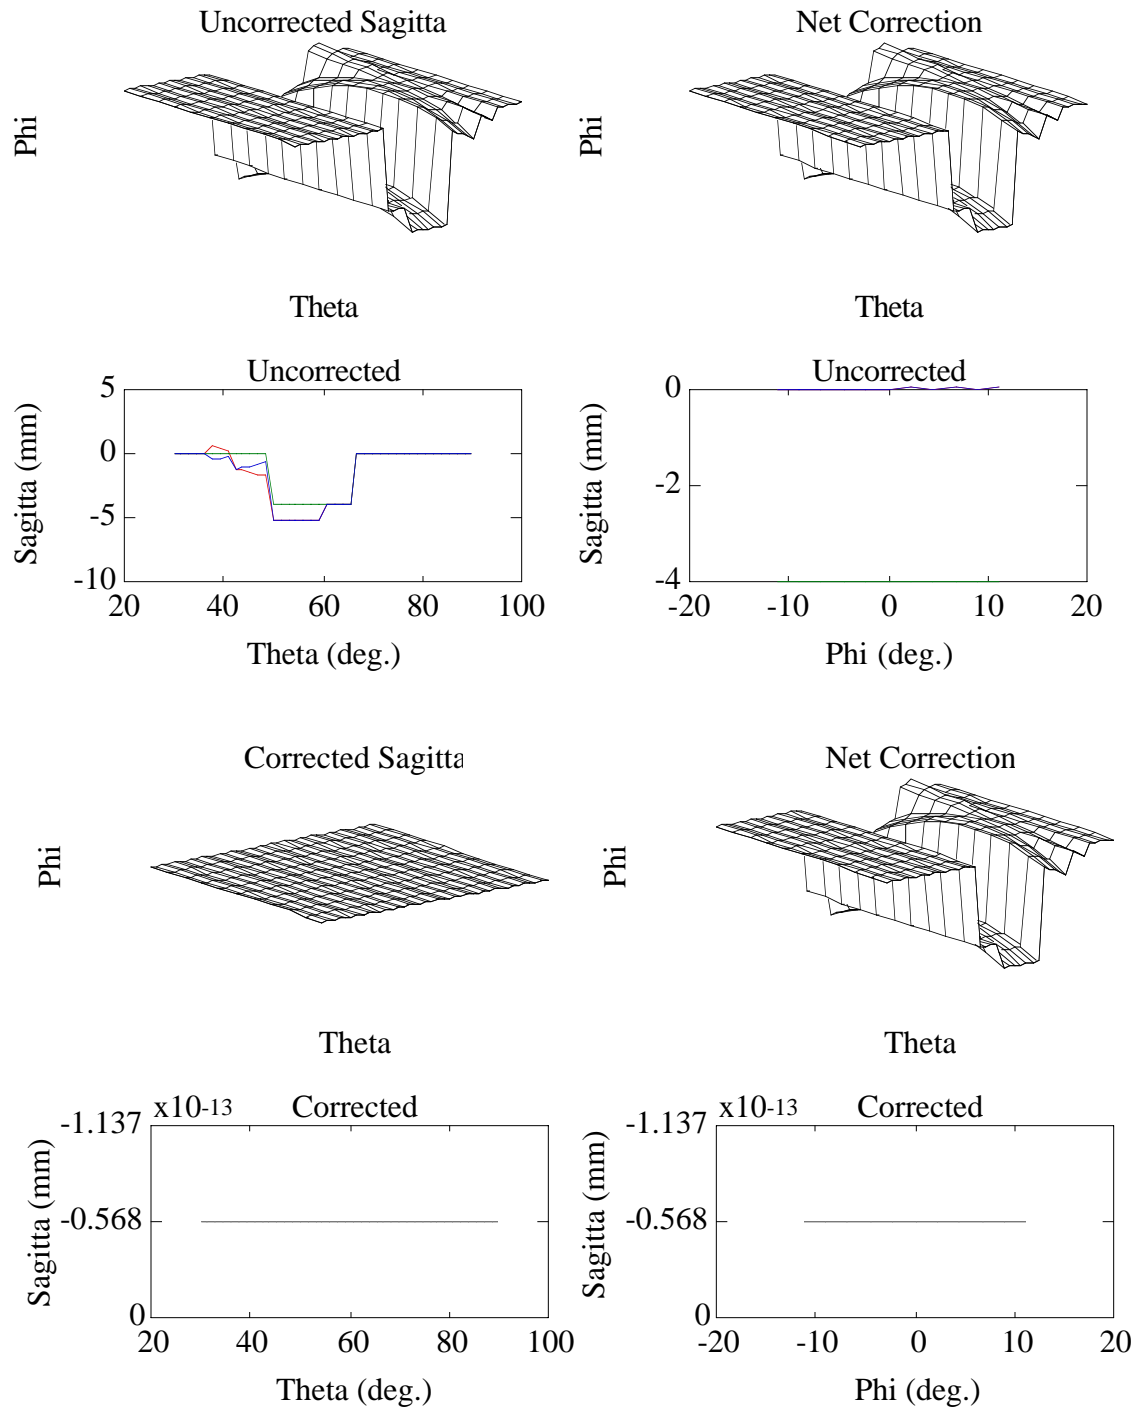 Uncorrected Sagitta
Net Correction
Phi
Phi
Theta
Theta
Uncorrected
Uncorrected
5
0
-5
-10
Sagitta (mm)
20 40 60 80 100
Theta (deg.)
0
-2
-4
Sagitta (mm)
-20 -10 0 10 20
Phi (deg.)
Corrected Sagitta
Net Correction
Phi
Phi
Theta
Theta
x10-13 Corrected
-1.137
-0.568
0
Sagitta (mm)
20 40 60 80 100
Theta (deg.)
x10-13 Corrected
-1.137
-0.568
0
Sagitta (mm)
-20 -10 0 10 20
Phi (deg.)